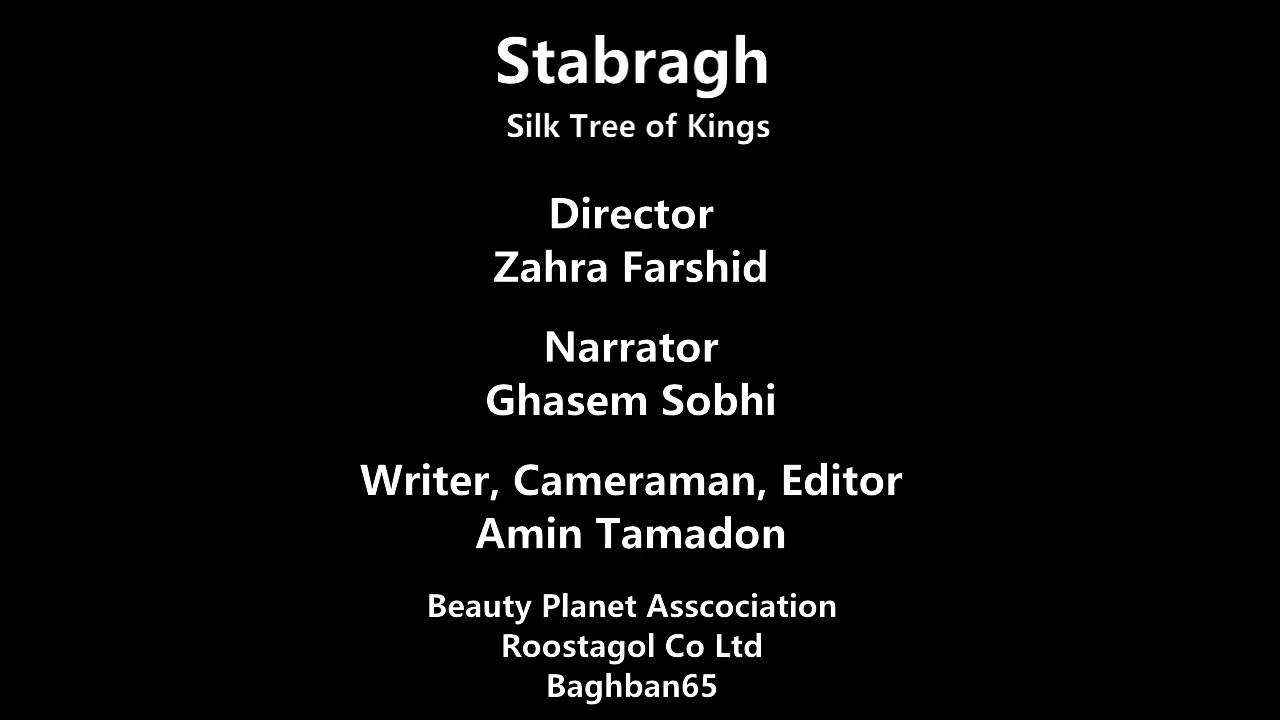 Stabragh
Silk Tree of Kings
Director
Zahra Farshid
Narrator
Ghasem Sobhi
Writer, Cameraman, Editor
Amin Tamadon
Beauty Planet Asscociation
Roostagol Co Ltd
Baghban65